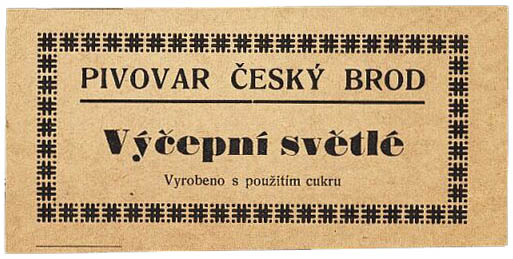 PIVOVAR ČESKÝ BROD
Výčepní světlé
Vyrobeno s použitím cukru